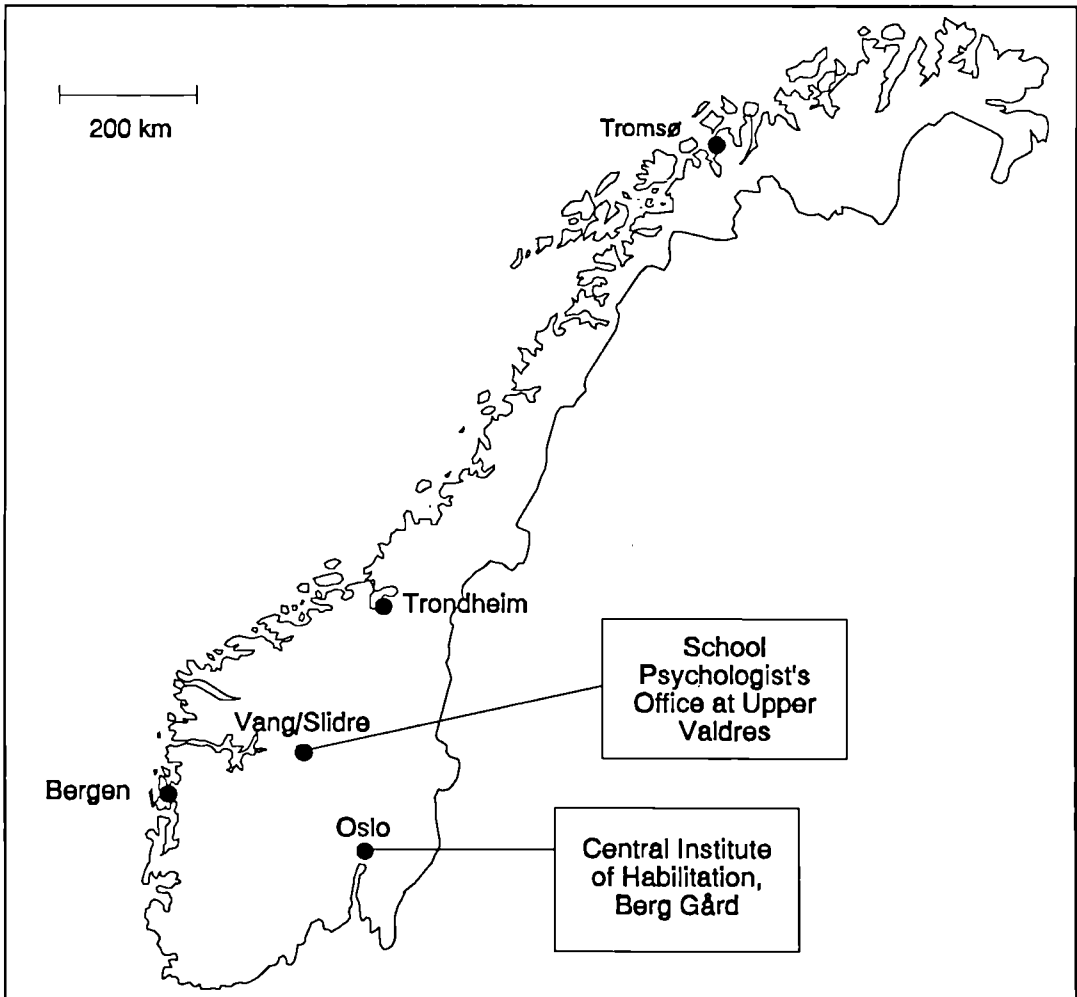 200 km
Tromsø
Trondheim
School
Psychologist's
Office at Upper
Valdres
Vang/Slidre
Bergen
Oslo
Central Institute
of Habilitation,
Berg Gård